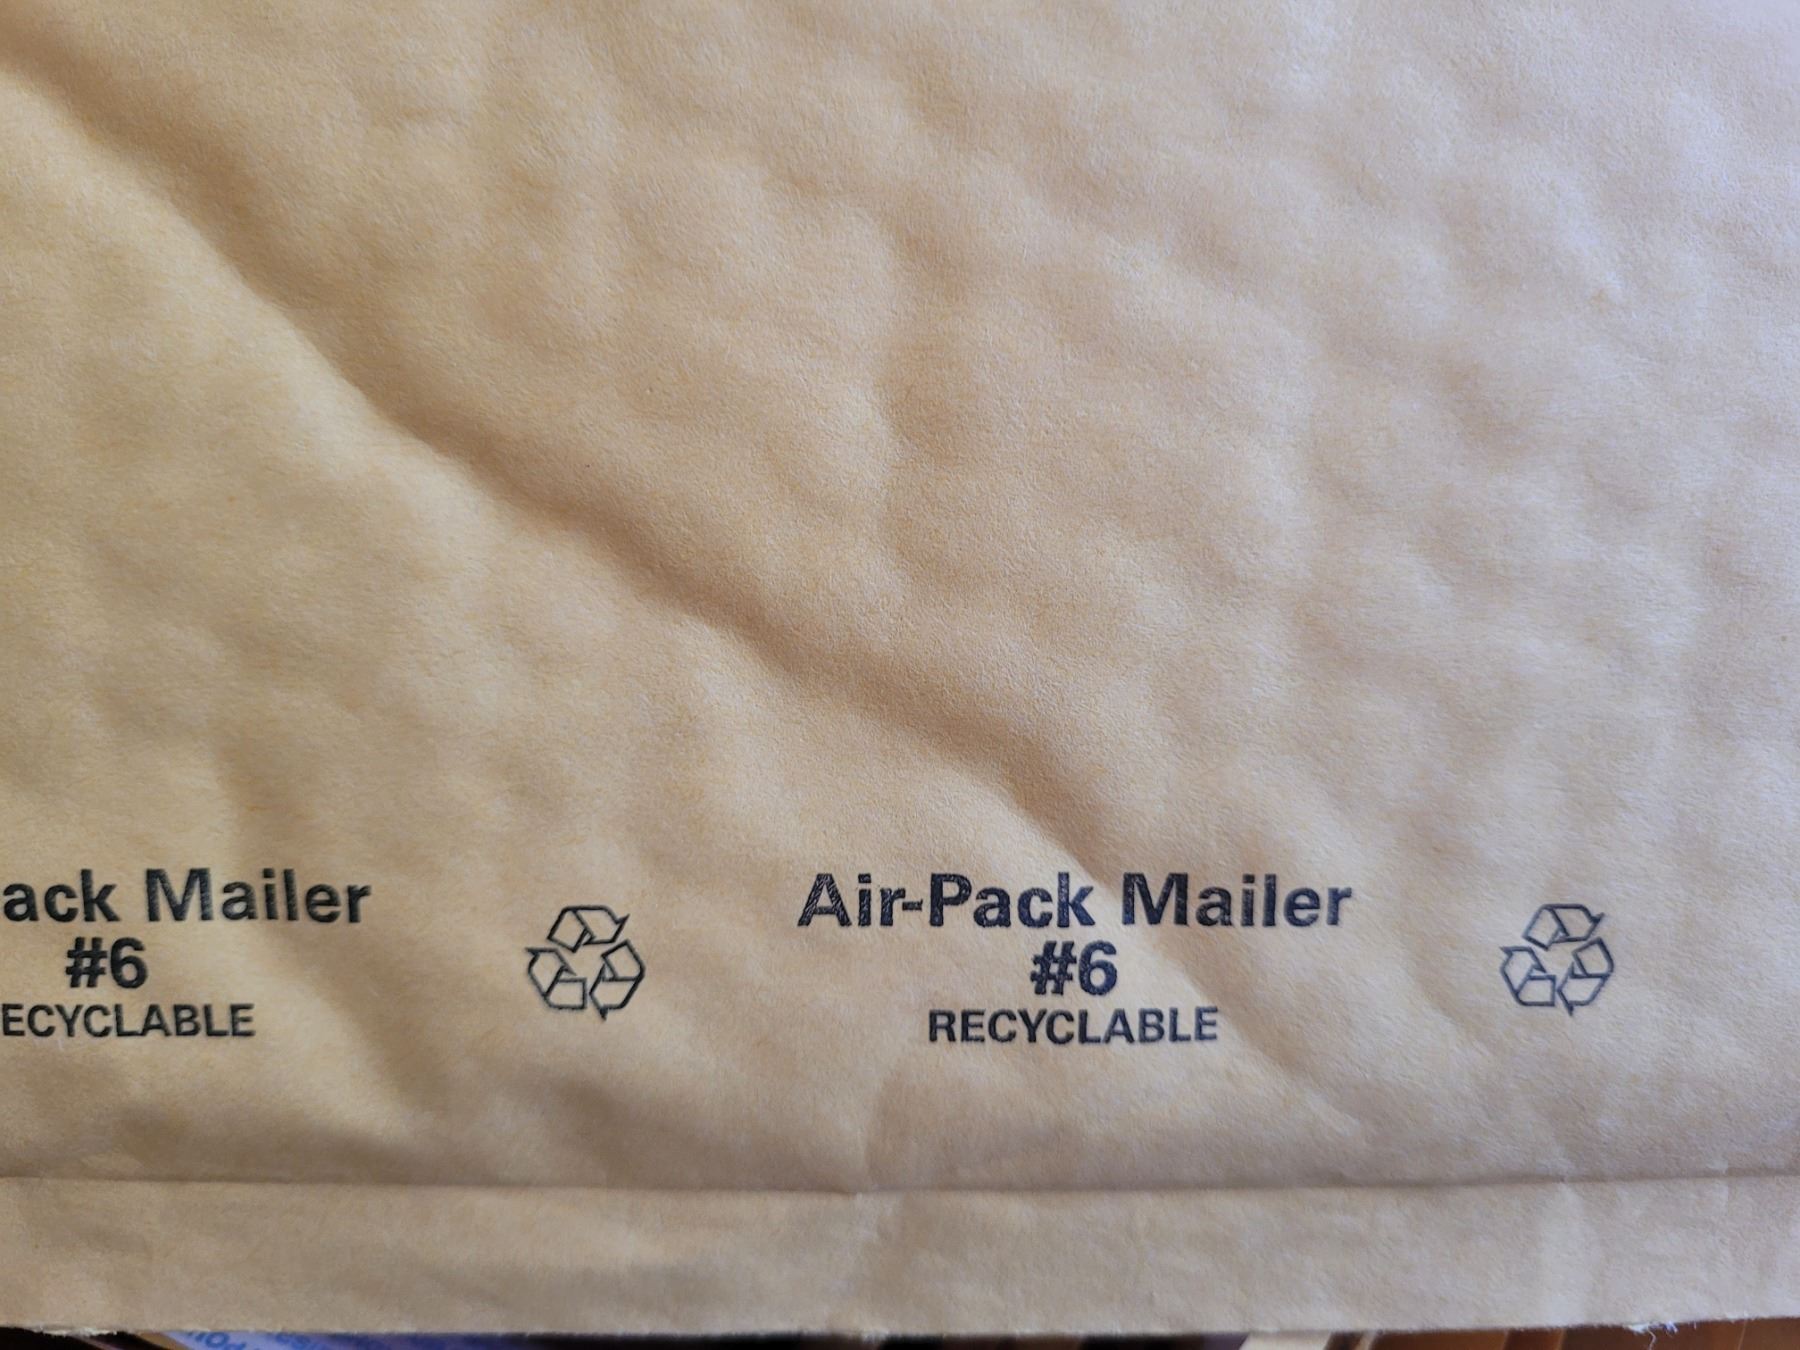 ack Mailer
#6
ECYCLABLE
Air-Pack Mailer
#6
RECYCLABLE